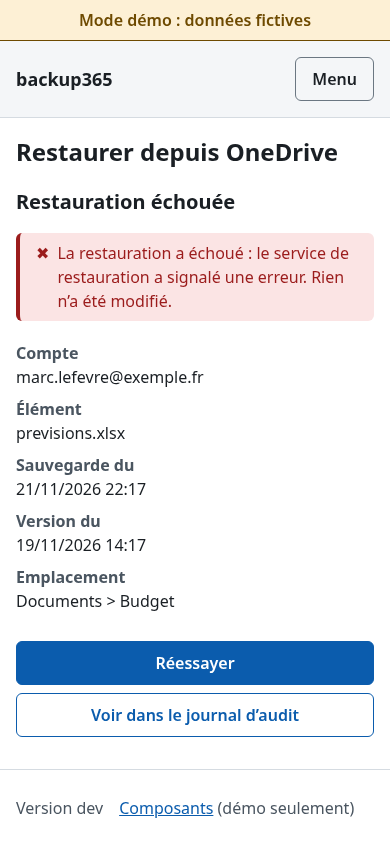 Mode démo : données fictives
backup365
Menu
Restaurer depuis OneDrive
Restauration échouée
✖ La restauration a échoué : le service de
restauration a signalé une erreur. Rien
n’a été modifié.
Compte
marc.lefevre@exemple.fr
Élément
previsions.xlsx
Sauvegarde du
21/11/2026 22:17
Version du
19/11/2026 14:17
Emplacement
Documents > Budget
Réessayer
Voir dans le journal d’audit
Version dev Composants (démo seulement)